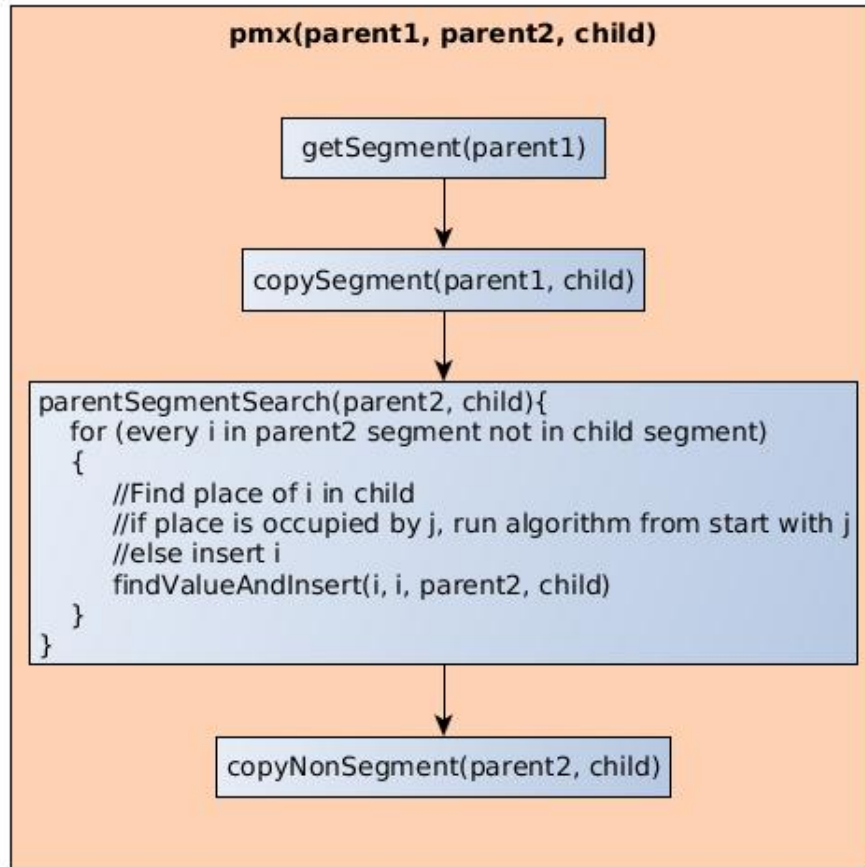 pmx(parent1, parent2, child)
getSegment(parent1)
copySegment(parent1, child)
parentSegmentSearch(parent2, child){
for (every i in parent2 segment not in child segment)
{
//Find place of i in child
//if place is occupied by j, run algorithm from start with j
//else insert i
findValueAndInsert(i, i, parent2, child)
}
}
copyNonSegment(parent2, child)